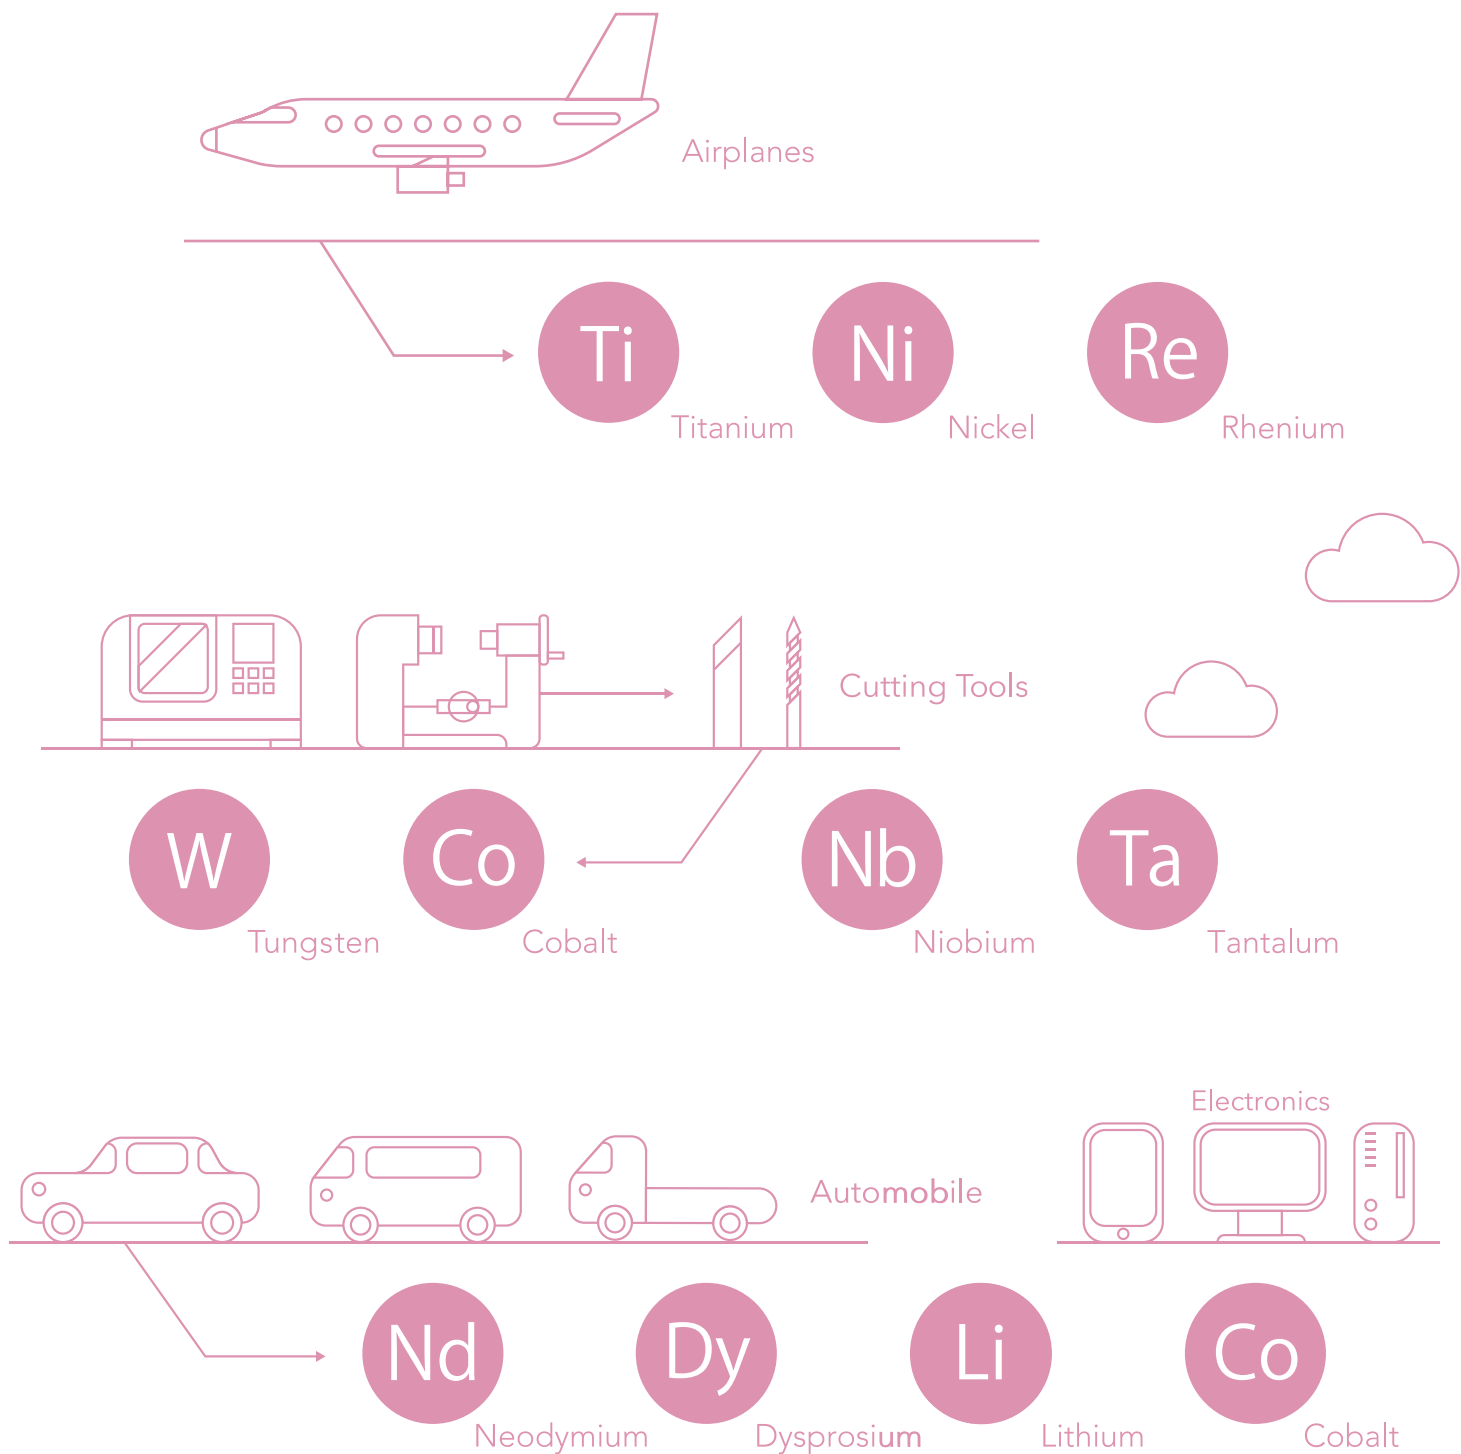 Airplanes
Ti
Ni
Re
Titanium
Nickel
Rhenium
Cutting Tools
W
Co
Nb
Ta
Tungsten
Cobalt
Niobium
Tantalum
Electronics
Automobile
Nd
Dy
Li
Co
Neodymium
Dysprosium
Lithium
Cobalt